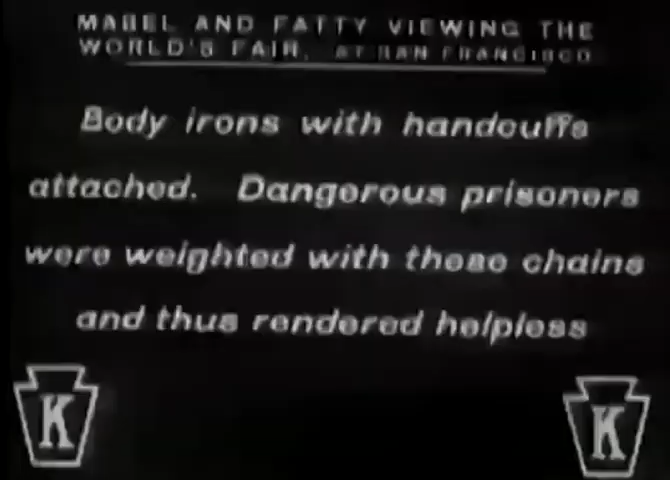 MABEL AND FATTY VIEWING THE
WORLD'S FAIR, AT SAN FRANCISCO
Body irons with handcuffs
attached. Dangerous prisoners
were weighted with these chains
and thus rendered helpless
K K